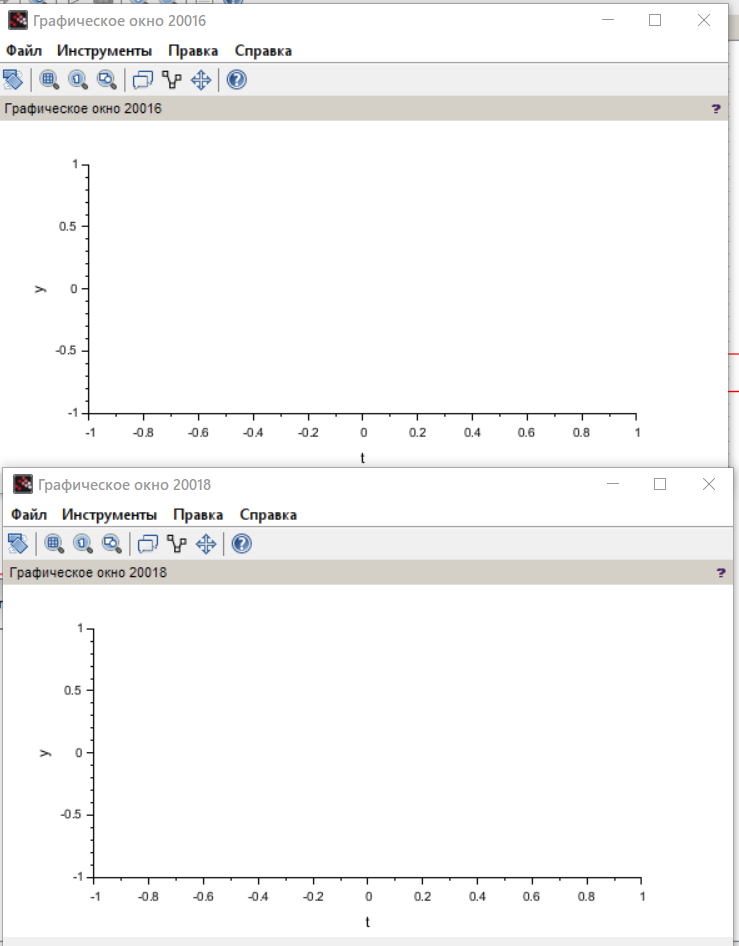 Графическое окно 20016
Файл Инструменты Правка Справка
Графическое окно 20016 ?
1
0.5
y 0
-0.5
-1
-1 -0.8 -0.6 -0.4 -0.2 0 0.2 0.4 0.6 0.8 1
t
Графическое окно 20018
Файл Инструменты Правка Справка
Графическое окно 20018 ?
1
0.5
y 0
-0.5
-1
-1 -0.8 -0.6 -0.4 -0.2 0 0.2 0.4 0.6 0.8 1
t